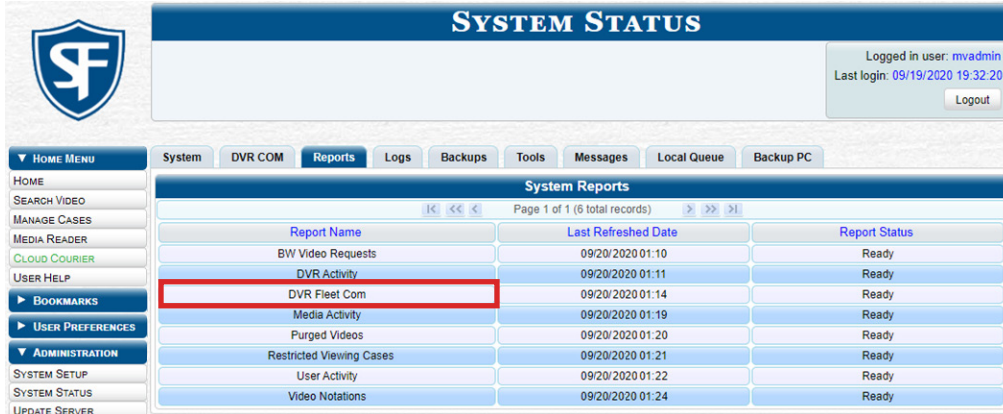 SYSTEM STATUS
SF
Logged in user: mvadmin
Last login: 09/19/2020 19:32:20
Logout
▼ HOME MENU
HOME
SEARCH VIDEO
MANAGE CASES
MEDIA READER
CLOUD COURIER
USER HELP
► BOOKMARKS
► USER PREFERENCES
▼ ADMINISTRATION
SYSTEM SETUP
SYSTEM STATUS
UPDATE SERVER
System DVR COM Reports Logs Backups Tools Messages Local Queue Backup PC
System Reports
|< << < Page 1 of 1 (6 total records) > >> >|
Report Name Last Refreshed Date Report Status
BW Video Requests 09/20/2020 01:10 Ready
DVR Activity 09/20/2020 01:11 Ready
DVR Fleet Com 09/20/2020 01:14 Ready
Media Activity 09/20/2020 01:19 Ready
Purged Videos 09/20/2020 01:20 Ready
Restricted Viewing Cases 09/20/2020 01:21 Ready
User Activity 09/20/2020 01:22 Ready
Video Notations 09/20/2020 01:24 Ready